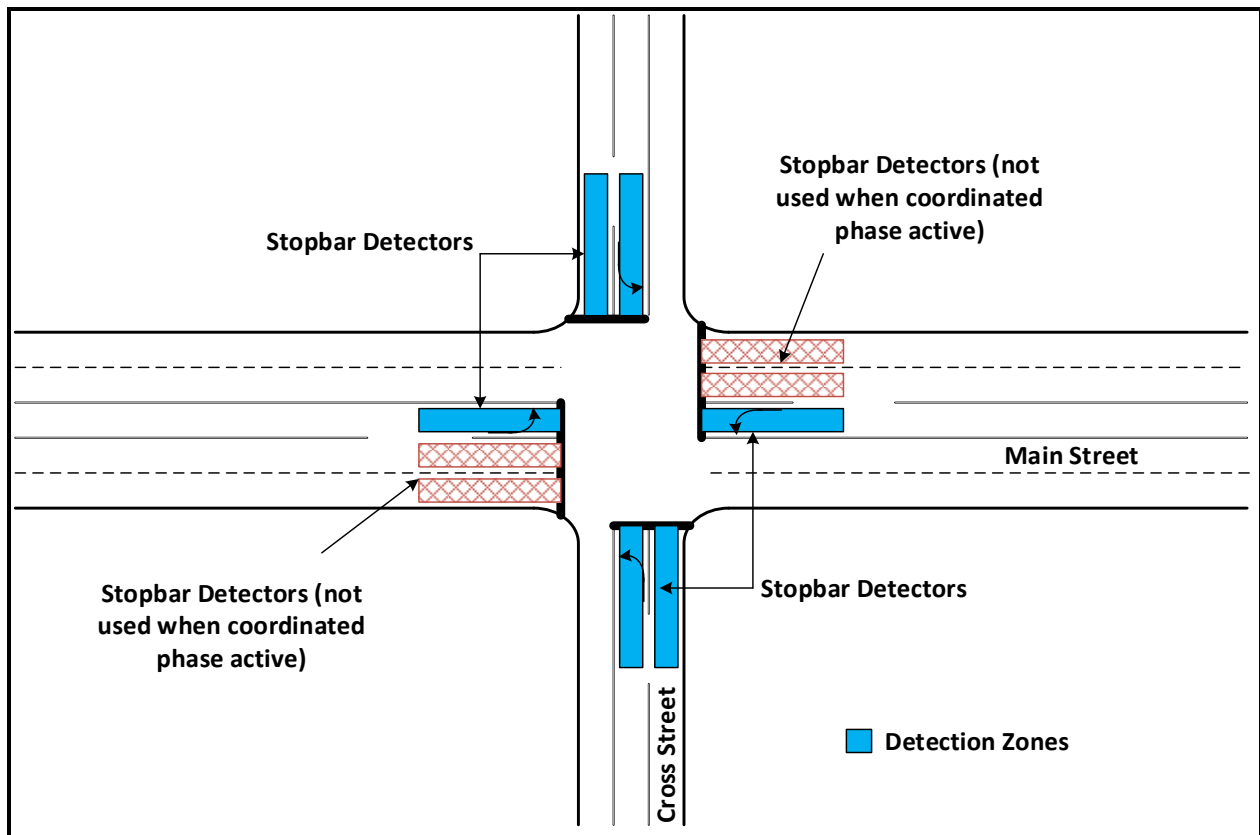 Stopbar Detectors (not
used when coordinated
phase active)
Stopbar Detectors
Main Street
Stopbar Detectors (not
used when coordinated
phase active)
Stopbar Detectors
Cross Street
Detection Zones